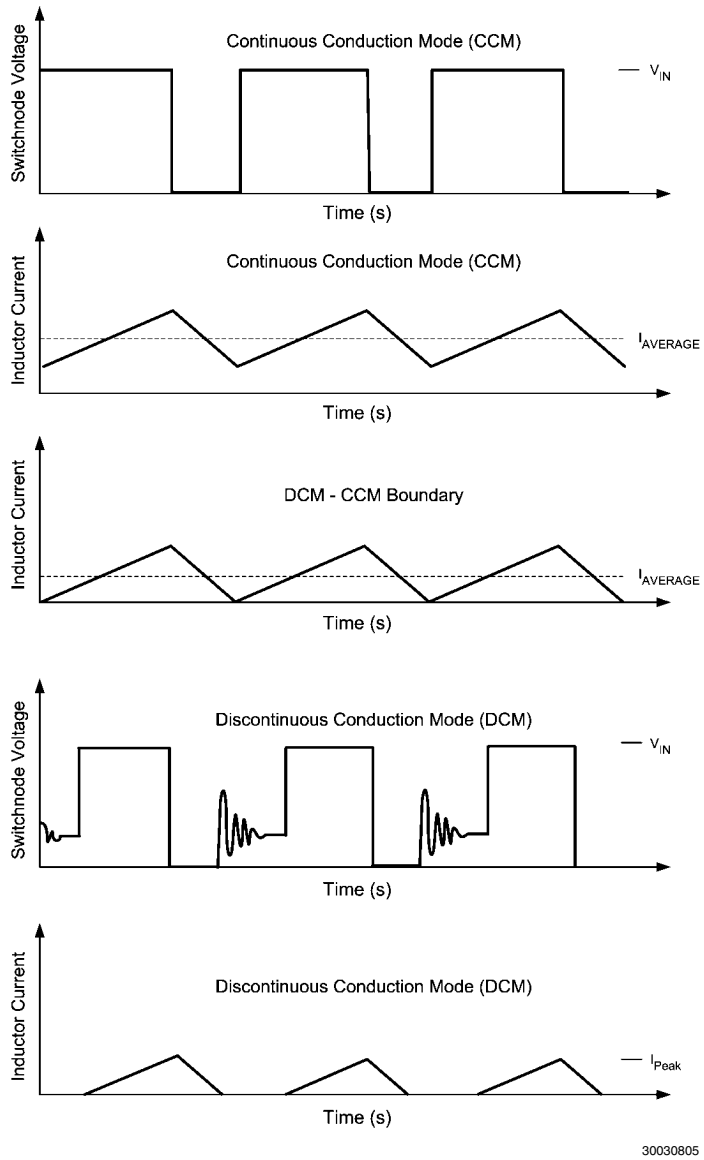 Switchnode Voltage
Continuous Conduction Mode (CCM)
V_IN
Time (s)
Inductor Current
Continuous Conduction Mode (CCM)
I_AVERAGE
Time (s)
Inductor Current
DCM - CCM Boundary
I_AVERAGE
Time (s)
Switchnode Voltage
Discontinuous Conduction Mode (DCM)
V_IN
Time (s)
Inductor Current
Discontinuous Conduction Mode (DCM)
I_Peak
Time (s)
30030805